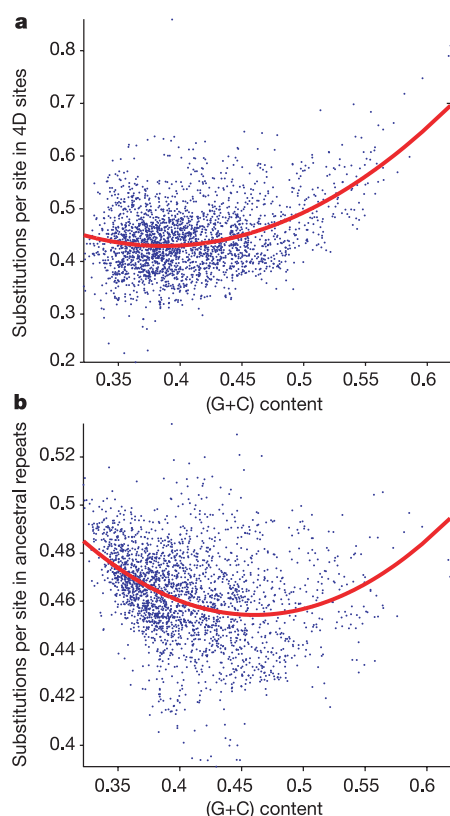 a
Substitutions per site in 4D sites
0.8
0.7
0.6
0.5
0.4
0.3
0.2
0.35 0.4 0.45 0.5 0.55 0.6
(G+C) content
b
Substitutions per site in ancestral repeats
0.52
0.5
0.48
0.46
0.44
0.42
0.4
0.35 0.4 0.45 0.5 0.55 0.6
(G+C) content